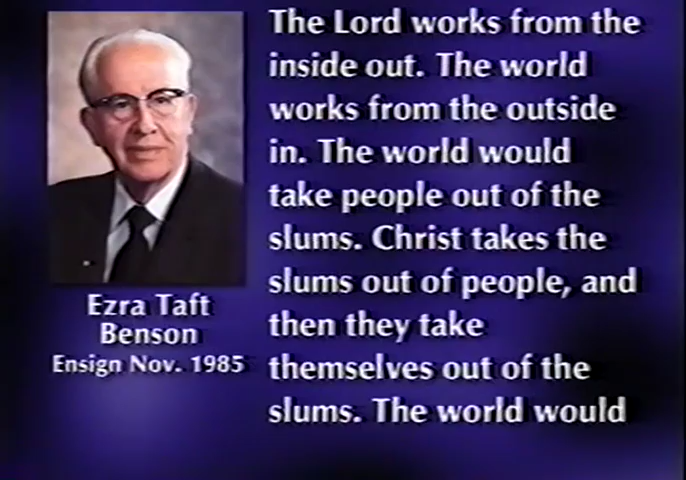 The Lord works from the
inside out. The world
works from the outside
in. The world would
take people out of the
slums. Christ takes the
slums out of people, and
then they take
themselves out of the
slums. The world would
Ezra Taft
Benson
Ensign Nov. 1985